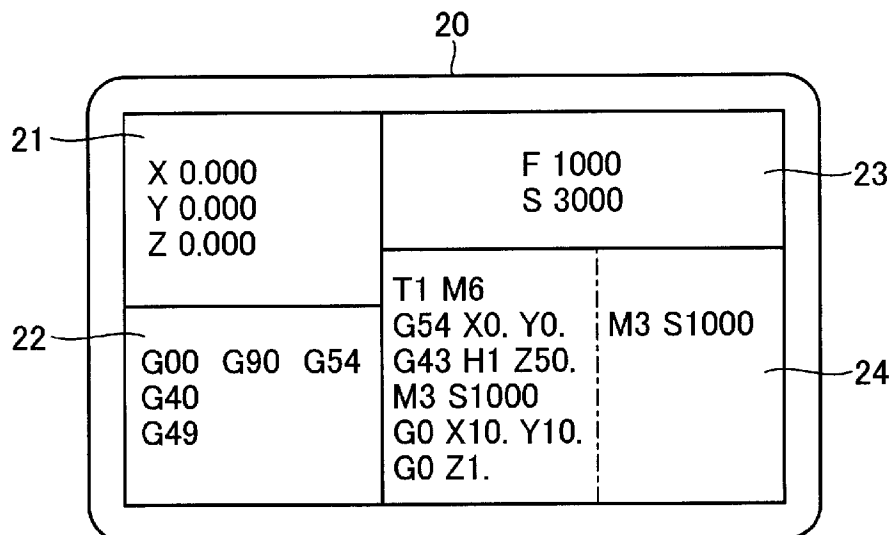 20
21
X 0.000
Y 0.000
Z 0.000
F 1000
S 3000
23
22
G00 G90 G54
G40
G49
T1 M6
G54 X0. Y0.
G43 H1 Z50.
M3 S1000
G0 X10. Y10.
G0 Z1.
M3 S1000
24